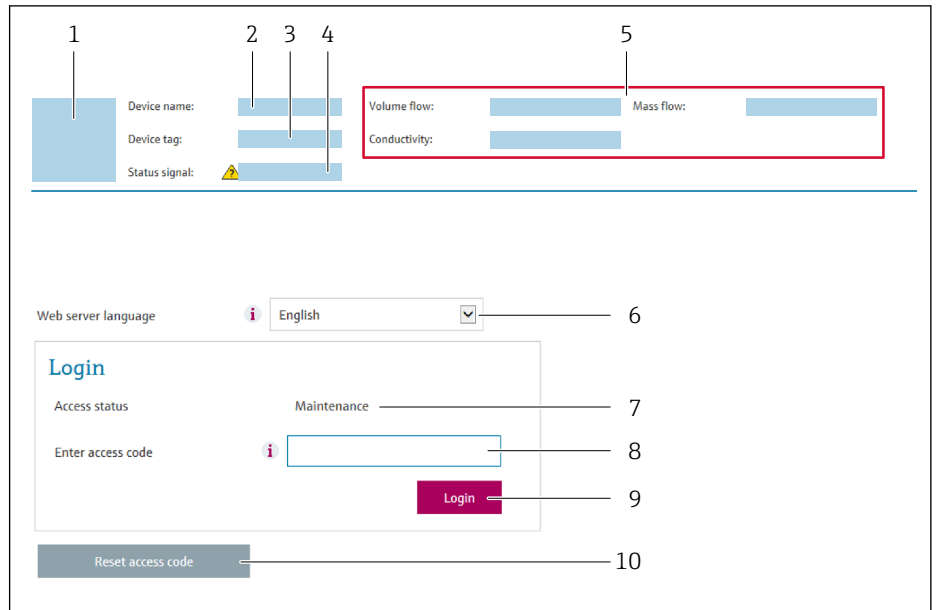 1 2 3 4 5
Device name: Volume flow: Mass flow:
Device tag: Conductivity:
Status signal: ?
Web server language i English 6
Login
Access status Maintenance 7
Enter access code i 8
Login 9
Reset access code 10